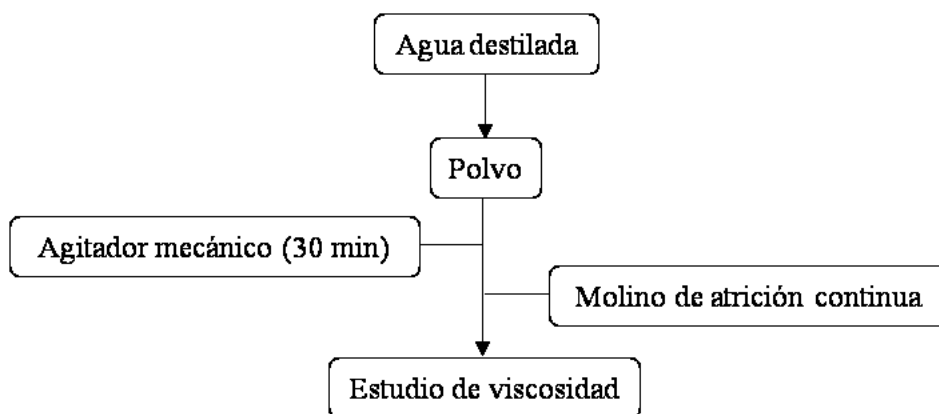 Agua destilada
Polvo
Agitador mecánico (30 min)
Molino de atrición continua
Estudio de viscosidad